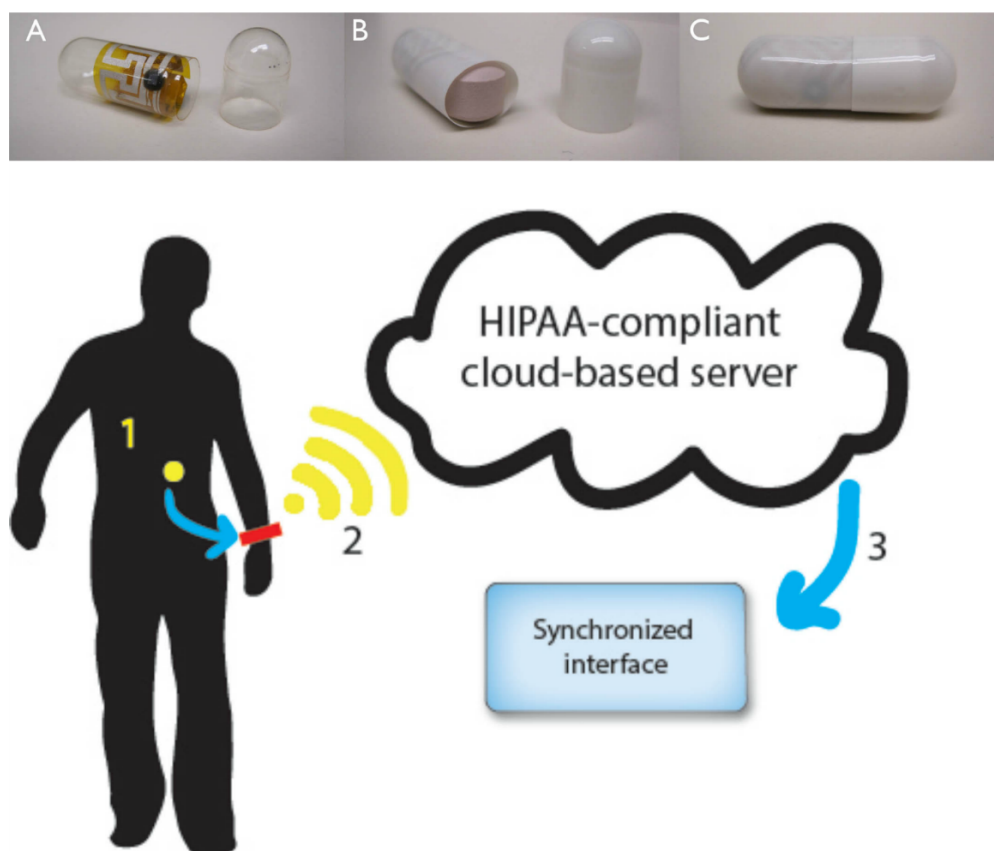 A
B
C
HIPAA-compliant
cloud-based server
1
2
3
Synchronized
interface